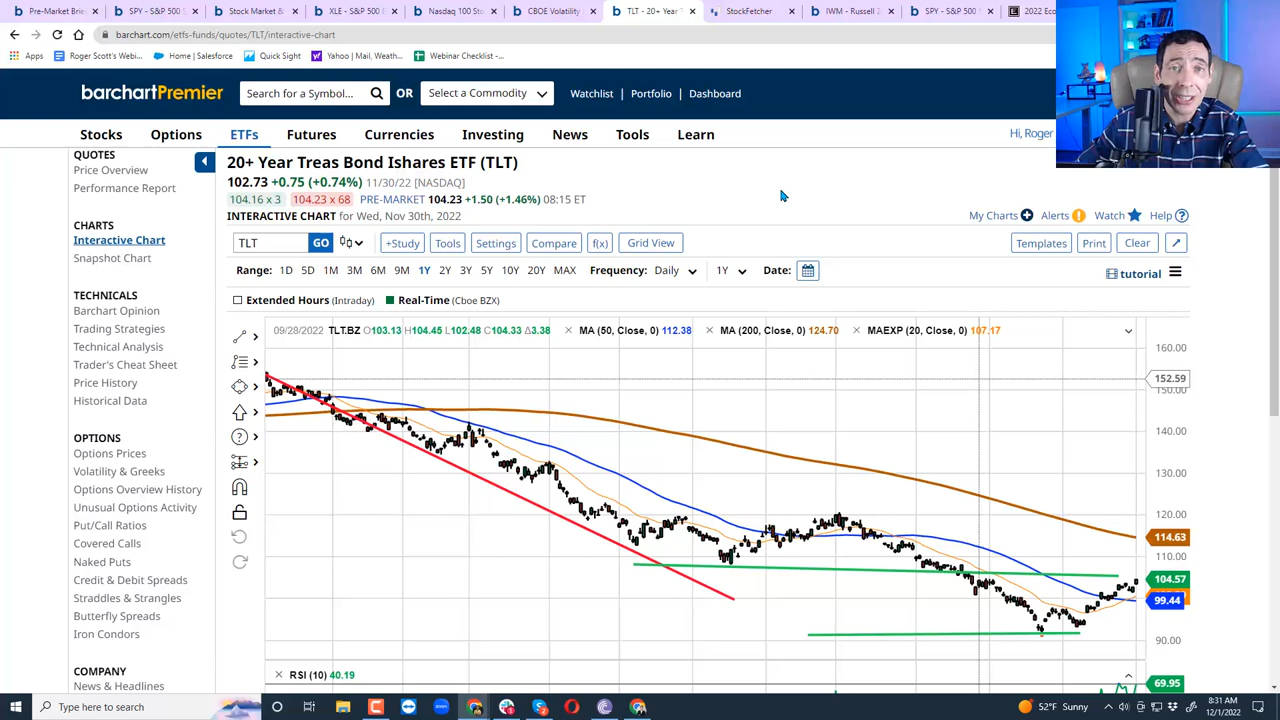 Pre-Market Brie
BARCHY - S&P 500
Stock Market &
XLE - S&P 500 E
Nasdaq 100 Sto
CBOE Volatility
TLT - 20+ Year T
StockFetcher
IWM - Russell 2
SPY - S&P 500
2022 Eco
barchart.com/etfs-funds/quotes/TLT/interactive-chart
Apps Roger Scott's Webi... Home | Salesforce Quick Sight Yahoo | Mail, Weath... Webinar Checklist -...
barchartPremier Search for a Symbol... OR Select a Commodity Watchlist | Portfolio | Dashboard
Stocks Options ETFs Futures Currencies Investing News Tools Learn Hi, Roger
QUOTES
Price Overview
Performance Report
CHARTS
Interactive Chart
Snapshot Chart
TECHNICALS
Barchart Opinion
Trading Strategies
Technical Analysis
Trader's Cheat Sheet
Price History
Historical Data
OPTIONS
Options Prices
Volatility & Greeks
Options Overview History
Unusual Options Activity
Put/Call Ratios
Covered Calls
Naked Puts
Credit & Debit Spreads
Straddles & Strangles
Butterfly Spreads
Iron Condors
COMPANY
News & Headlines
20+ Year Treas Bond Ishares ETF (TLT)
102.73 +0.75 (+0.74%) 11/30/22 [NASDAQ]
104.16 x 3 104.23 x 68 PRE-MARKET 104.23 +1.50 (+1.46%) 08:15 ET
INTERACTIVE CHART for Wed, Nov 30th, 2022
My Charts Alerts Watch Help
TLT GO +Study Tools Settings Compare f(x) Grid View Templates Print Clear
Range: 1D 5D 1M 3M 6M 9M 1Y 2Y 3Y 5Y 10Y 20Y MAX Frequency: Daily 1Y Date:
tutorial
Extended Hours (Intraday) Real-Time (Cboe BZX)
09/28/2022 TLT.BZ O103.13 H104.45 L102.48 C104.33 Δ3.38 MA (50, Close, 0) 112.38 MA (200, Close, 0) 124.70 MAEXP (20, Close, 0) 107.17
160.00
152.59
150.00
140.00
130.00
120.00
114.63
110.00
104.57
99.44
90.00
RSI (10) 40.19
69.95
Type here to search
52°F Sunny
8:31 AM
12/1/2022